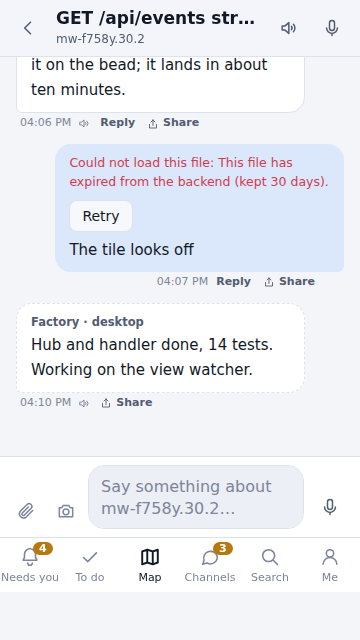 GET /api/events str...
mw-f758y.30.2
it on the bead; it lands in about
ten minutes.
04:06 PM Reply Share
Could not load this file: This file has
expired from the backend (kept 30 days).
Retry
The tile looks off
04:07 PM Reply Share
Factory · desktop
Hub and handler done, 14 tests.
Working on the view watcher.
04:10 PM Share
Say something about
mw-f758y.30.2...
4 3
Needs you To do Map Channels Search Me